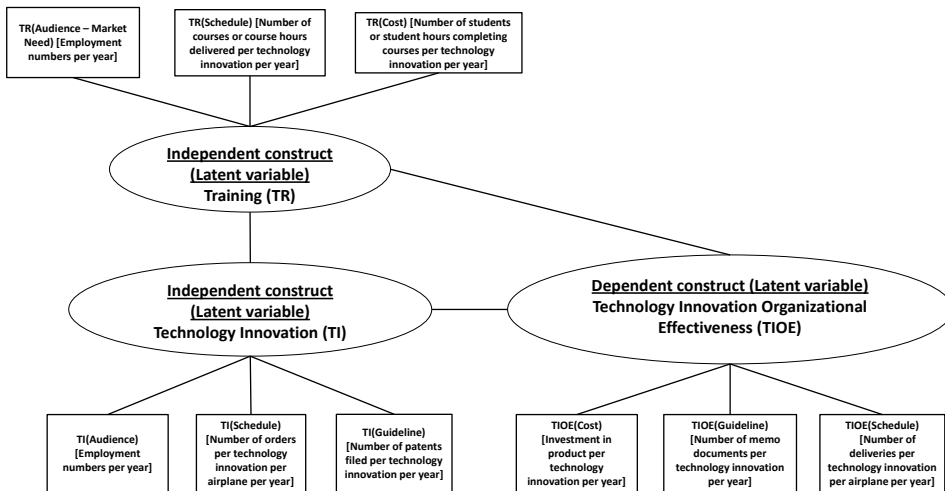 TR(Audience – Market
Need) [Employment
numbers per year]
TR(Schedule) [Number of
courses or course hours
delivered per technology
innovation per year]
TR(Cost) [Number of students
or student hours completing
courses per technology
innovation per year]
Independent construct
(Latent variable)
Training (TR)
Independent construct
(Latent variable)
Technology Innovation (TI)
Dependent construct (Latent variable)
Technology Innovation Organizational
Effectiveness (TIOE)
TI(Audience)
[Employment
numbers per year]
TI(Schedule)
[Number of orders
per technology
innovation per
airplane per year]
TI(Guideline)
[Number of patents
filed per technology
innovation per year]
TIOE(Cost)
[Investment in
product per
technology
innovation per year]
TIOE(Guideline)
[Number of memo
documents per
technology innovation
per year]
TIOE(Schedule)
[Number of
deliveries per
technology innovation
per airplane per year]